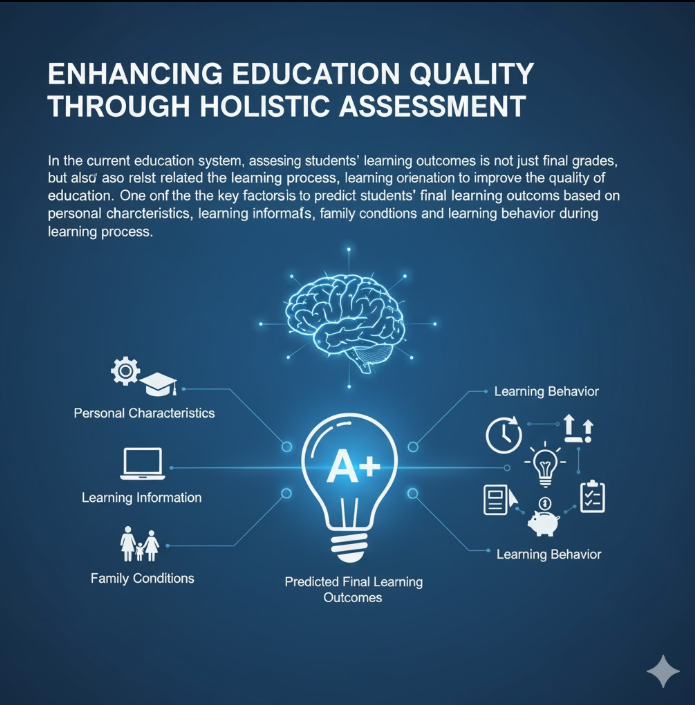 ENHANCING EDUCATION QUALITY
THROUGH HOLISTIC ASSESSMENT
In the current education system, assesing students' learning outcomes is not just final grades,
but also' aso relst related the learning process, learning orienation to improve the quality of
education. One onf the the key factorsis to predict students' final learning outcoms based on
personal charcteristics, learning informafs, family condtions and learning behavior during
learning process.
Personal Characteristics
Learning Information
Family Conditions
A+
Predicted Final Learning
Outcomes
Learning Behavior
Learning Behavior